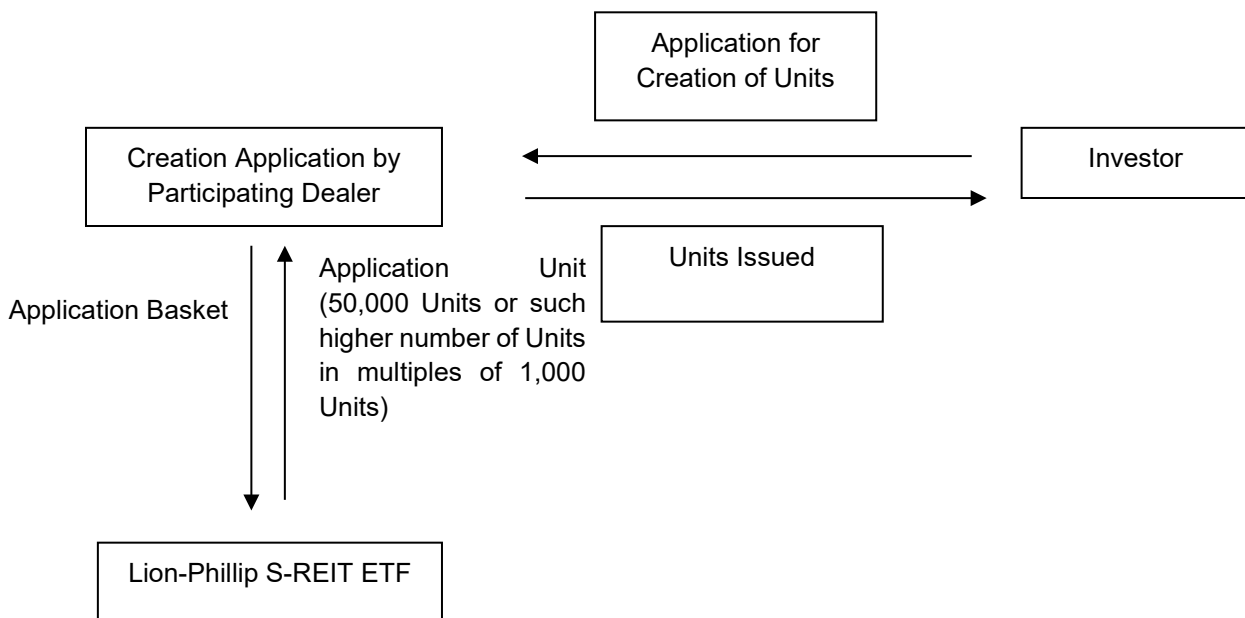 Application for
Creation of Units
Creation Application by
Participating Dealer
Investor
Units Issued
Application Basket
Application Unit
(50,000 Units or such
higher number of Units
in multiples of 1,000
Units)
Lion-Phillip S-REIT ETF